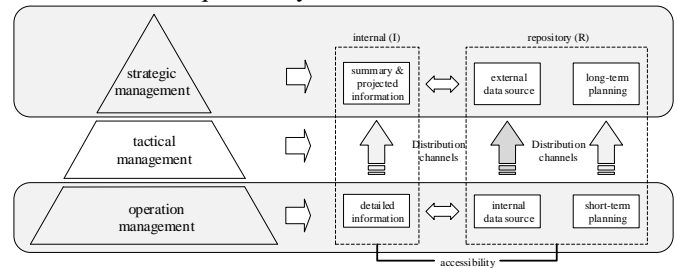 internal (I)
repository (R)
strategic
management
summary &
projected
information
external
data source
long-term
planning
tactical
management
Distribution
channels
Distribution
channels
operation
management
detailed
information
internal
data source
short-term
planning
accessibility